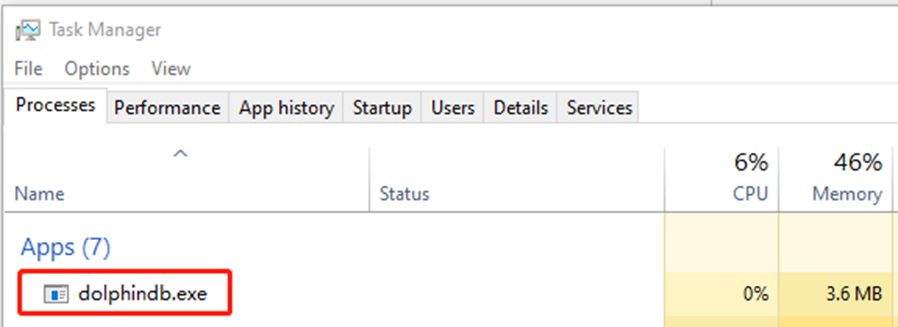 Task Manager
File Options View
Processes Performance App history Startup Users Details Services
6% 46%
Name Status CPU Memory
Apps (7)
dolphindb.exe 0% 3.6 MB